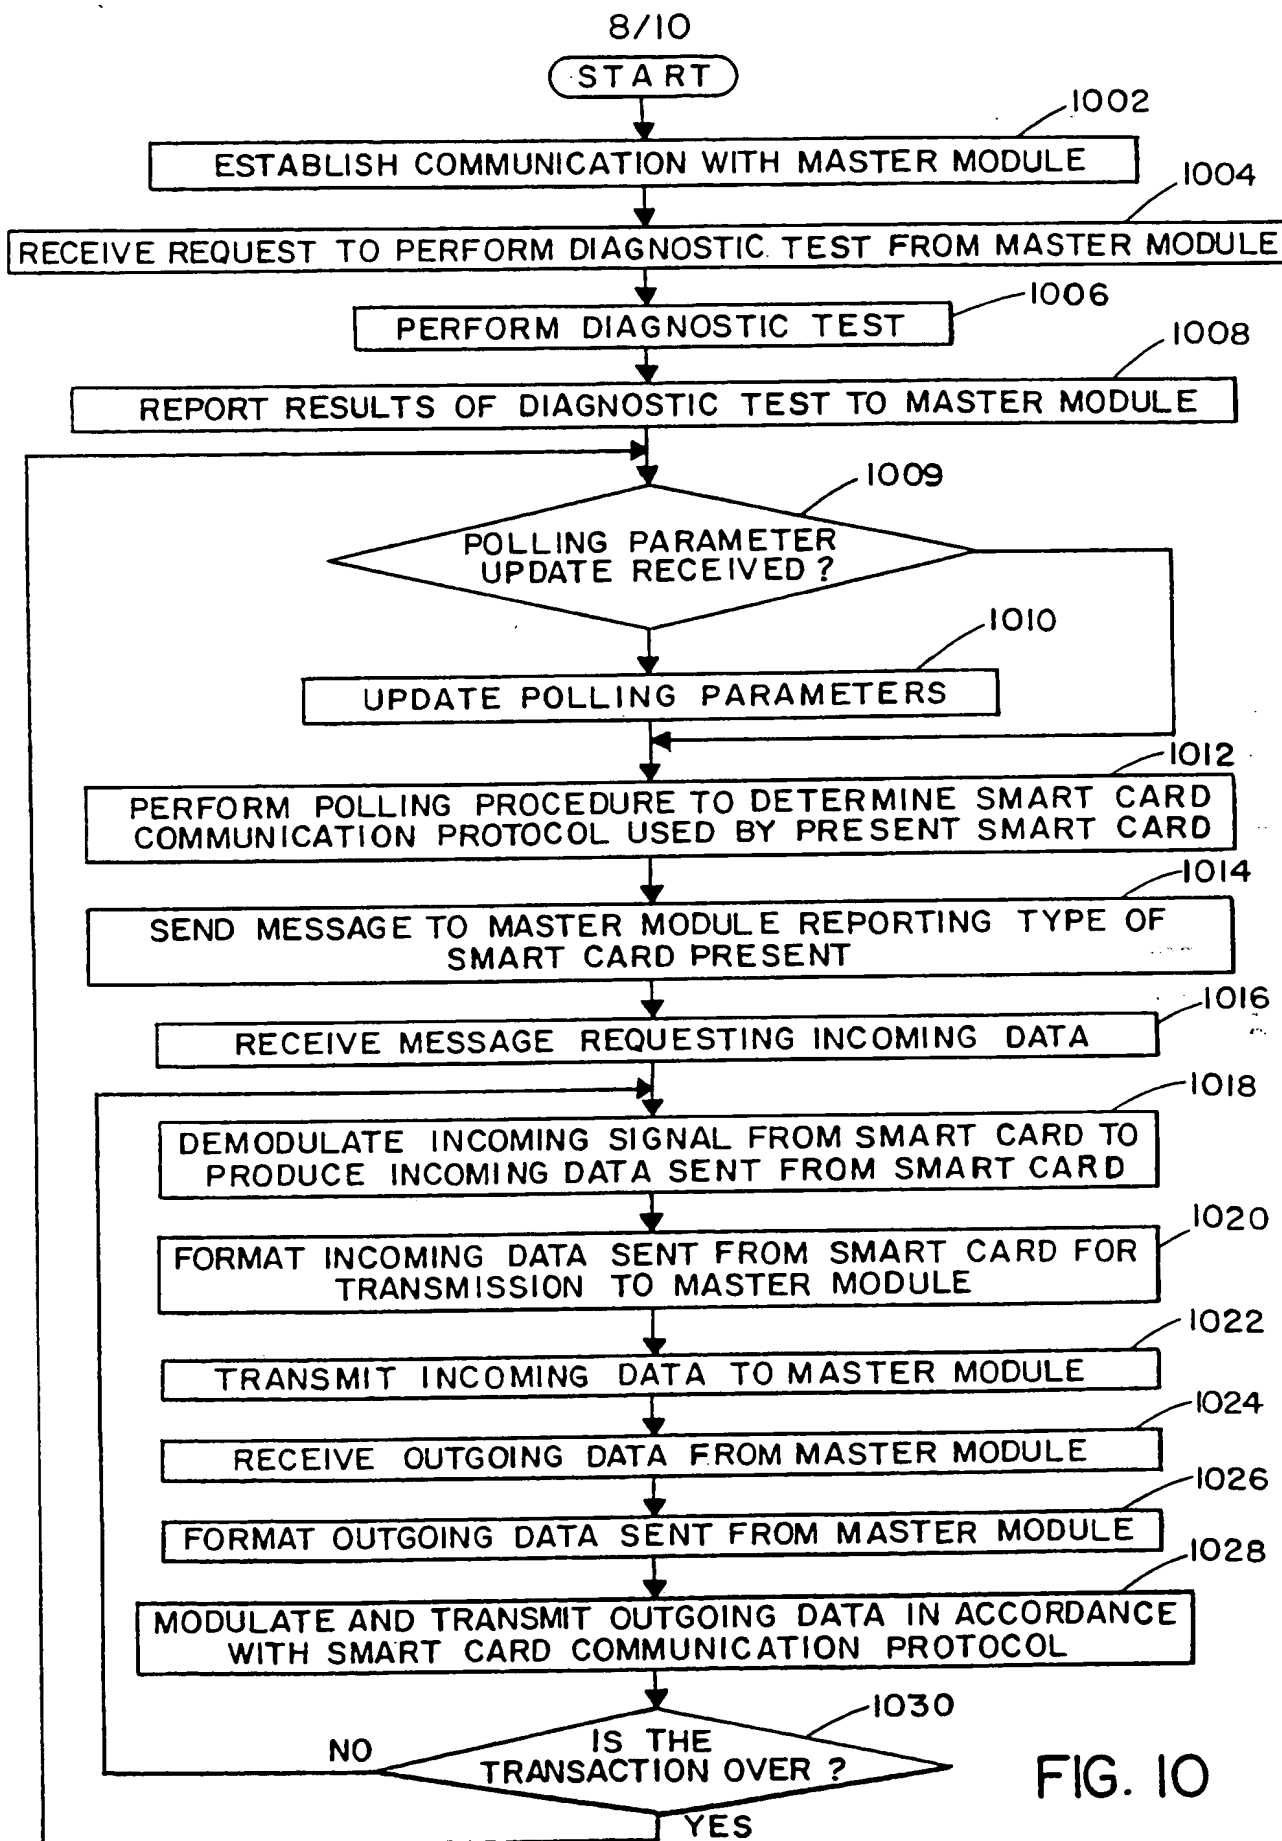 8/10
START
1002
ESTABLISH COMMUNICATION WITH MASTER MODULE
1004
RECEIVE REQUEST TO PERFORM DIAGNOSTIC TEST FROM MASTER MODULE
1006
PERFORM DIAGNOSTIC TEST
1008
REPORT RESULTS OF DIAGNOSTIC TEST TO MASTER MODULE
1009
POLLING PARAMETER
UPDATE RECEIVED ?
1010
UPDATE POLLING PARAMETERS
1012
PERFORM POLLING PROCEDURE TO DETERMINE SMART CARD
COMMUNICATION PROTOCOL USED BY PRESENT SMART CARD
1014
SEND MESSAGE TO MASTER MODULE REPORTING TYPE OF
SMART CARD PRESENT
1016
RECEIVE MESSAGE REQUESTING INCOMING DATA
1018
DEMODULATE INCOMING SIGNAL FROM SMART CARD TO
PRODUCE INCOMING DATA SENT FROM SMART CARD
1020
FORMAT INCOMING DATA SENT FROM SMART CARD FOR
TRANSMISSION TO MASTER MODULE
1022
TRANSMIT INCOMING DATA TO MASTER MODULE
1024
RECEIVE OUTGOING DATA FROM MASTER MODULE
1026
FORMAT OUTGOING DATA SENT FROM MASTER MODULE
1028
MODULATE AND TRANSMIT OUTGOING DATA IN ACCORDANCE
WITH SMART CARD COMMUNICATION PROTOCOL
1030
IS THE
TRANSACTION OVER ?
NO
YES
FIG. 10